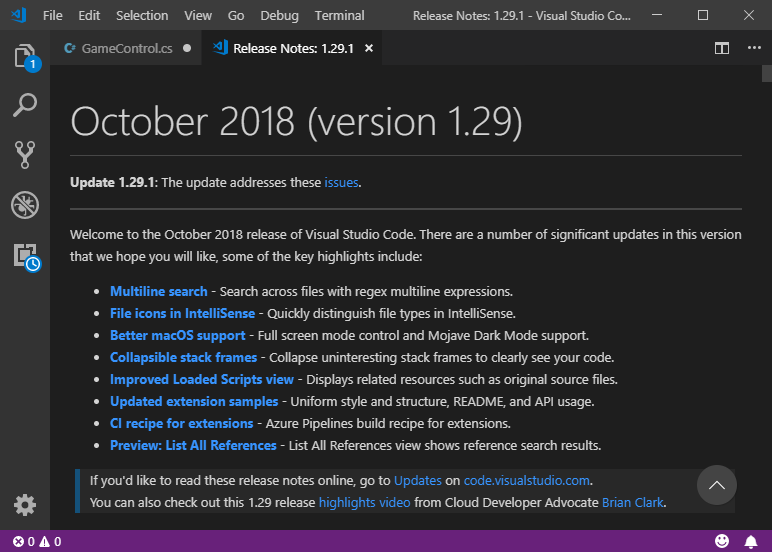 File Edit Selection View Go Debug Terminal Release Notes: 1.29.1 - Visual Studio Co...
GameControl.cs Release Notes: 1.29.1
1
October 2018 (version 1.29)
Update 1.29.1: The update addresses these issues.
Welcome to the October 2018 release of Visual Studio Code. There are a number of significant updates in this version
that we hope you will like, some of the key highlights include:
• Multiline search - Search across files with regex multiline expressions.
• File icons in IntelliSense - Quickly distinguish file types in IntelliSense.
• Better macOS support - Full screen mode control and Mojave Dark Mode support.
• Collapsible stack frames - Collapse uninteresting stack frames to clearly see your code.
• Improved Loaded Scripts view - Displays related resources such as original source files.
• Updated extension samples - Uniform style and structure, README, and API usage.
• CI recipe for extensions - Azure Pipelines build recipe for extensions.
• Preview: List All References - List All References view shows reference search results.
If you'd like to read these release notes online, go to Updates on code.visualstudio.com.
You can also check out this 1.29 release highlights video from Cloud Developer Advocate Brian Clark.
0 0